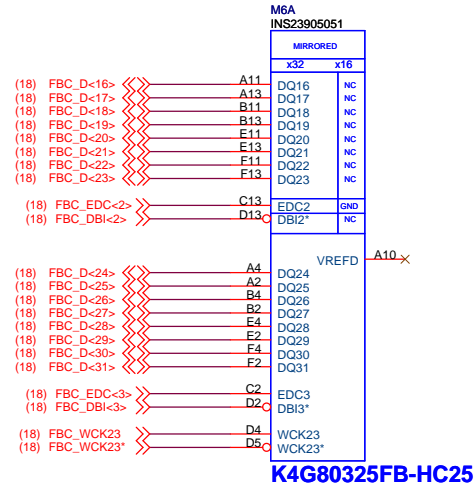 M6A
INS23905051
MIRRORED
x32 x16
(18) FBC_D<16> A11 DQ16 NC
(18) FBC_D<17> A13 DQ17 NC
(18) FBC_D<18> B11 DQ18 NC
(18) FBC_D<19> B13 DQ19 NC
(18) FBC_D<20> E11 DQ20 NC
(18) FBC_D<21> E13 DQ21 NC
(18) FBC_D<22> F11 DQ22 NC
(18) FBC_D<23> F13 DQ23 NC
(18) FBC_EDC<2> C13 EDC2 GND
(18) FBC_DBI<2> D13 DBI2* NC
VREFD A10
(18) FBC_D<24> A4 DQ24
(18) FBC_D<25> A2 DQ25
(18) FBC_D<26> B4 DQ26
(18) FBC_D<27> B2 DQ27
(18) FBC_D<28> E4 DQ28
(18) FBC_D<29> E2 DQ29
(18) FBC_D<30> F4 DQ30
(18) FBC_D<31> F2 DQ31
(18) FBC_EDC<3> C2 EDC3
(18) FBC_DBI<3> D2 DBI3*
(18) FBC_WCK23 D4 WCK23
(18) FBC_WCK23* D5 WCK23*
K4G80325FB-HC25